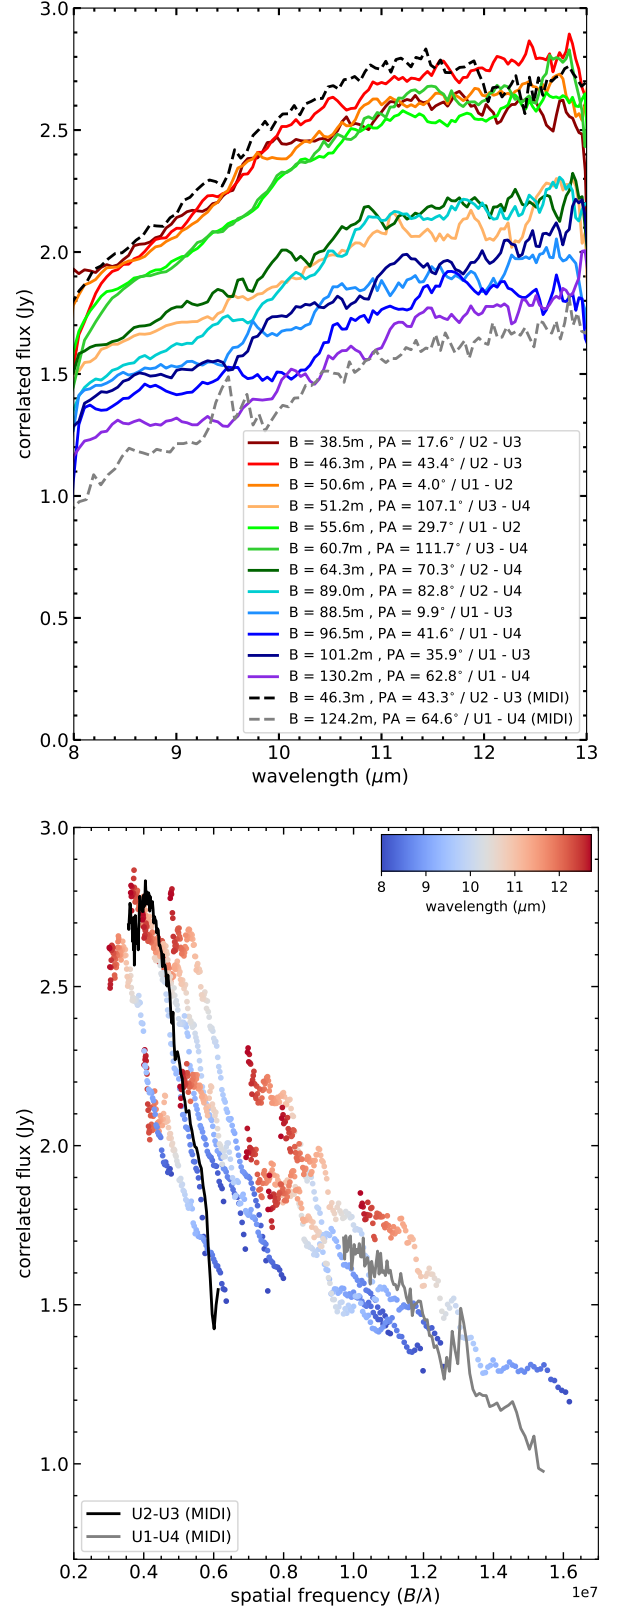 3.0
2.5
2.0
1.5
1.0
0.5
0.0
correlated flux (Jy)
B = 38.5m , PA = 17.6° / U2 - U3
B = 46.3m , PA = 43.4° / U2 - U3
B = 50.6m , PA = 4.0° / U1 - U2
B = 51.2m , PA = 107.1° / U3 - U4
B = 55.6m , PA = 29.7° / U1 - U2
B = 60.7m , PA = 111.7° / U3 - U4
B = 64.3m , PA = 70.3° / U2 - U4
B = 89.0m , PA = 82.8° / U2 - U4
B = 88.5m , PA = 9.9° / U1 - U3
B = 96.5m , PA = 41.6° / U1 - U4
B = 101.2m , PA = 35.9° / U1 - U3
B = 130.2m , PA = 62.8° / U1 - U4
B = 46.3m , PA = 43.3° / U2 - U3 (MIDI)
B = 124.2m, PA = 64.6° / U1 - U4 (MIDI)
8 9 10 11 12 13
wavelength (μm)
3.0
2.5
2.0
1.5
1.0
correlated flux (Jy)
8 9 10 11 12
wavelength (μm)
U2-U3 (MIDI)
U1-U4 (MIDI)
0.2 0.4 0.6 0.8 1.0 1.2 1.4 1.6
1e7
spatial frequency (B/λ)